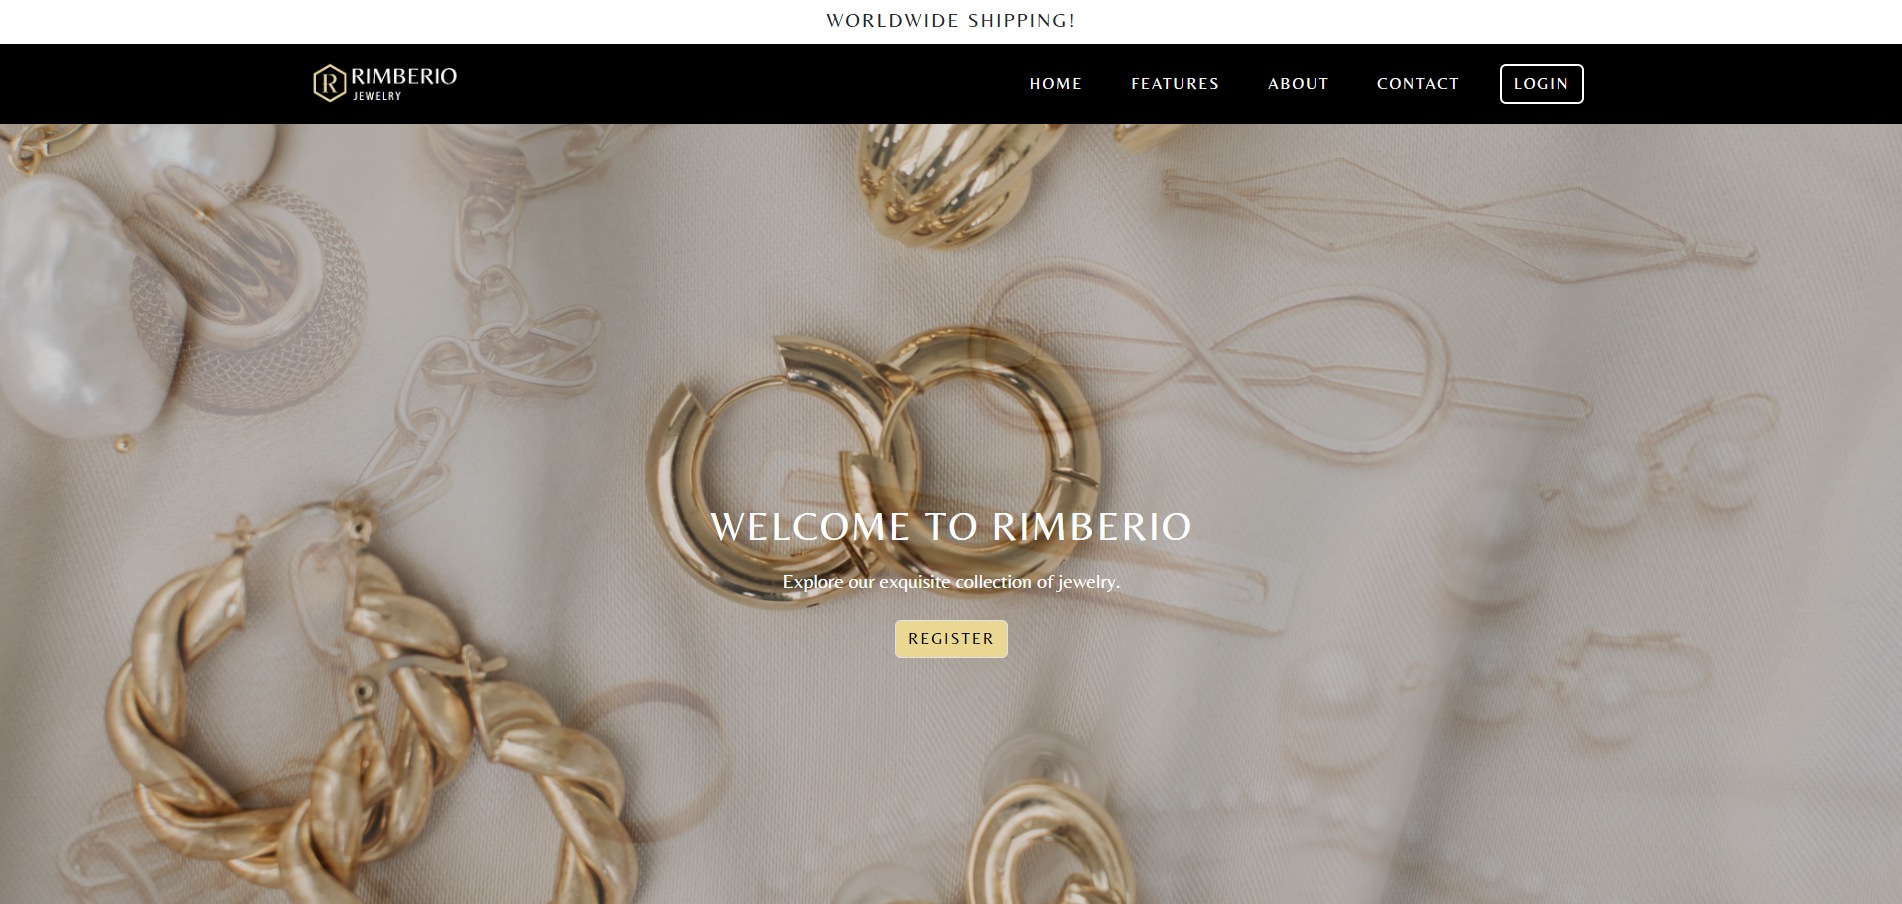 WORLDWIDE SHIPPING!
R RIMBERIO
JEWELRY
HOME FEATURES ABOUT CONTACT LOGIN
WELCOME TO RIMBERIO
Explore our exquisite collection of jewelry.
REGISTER